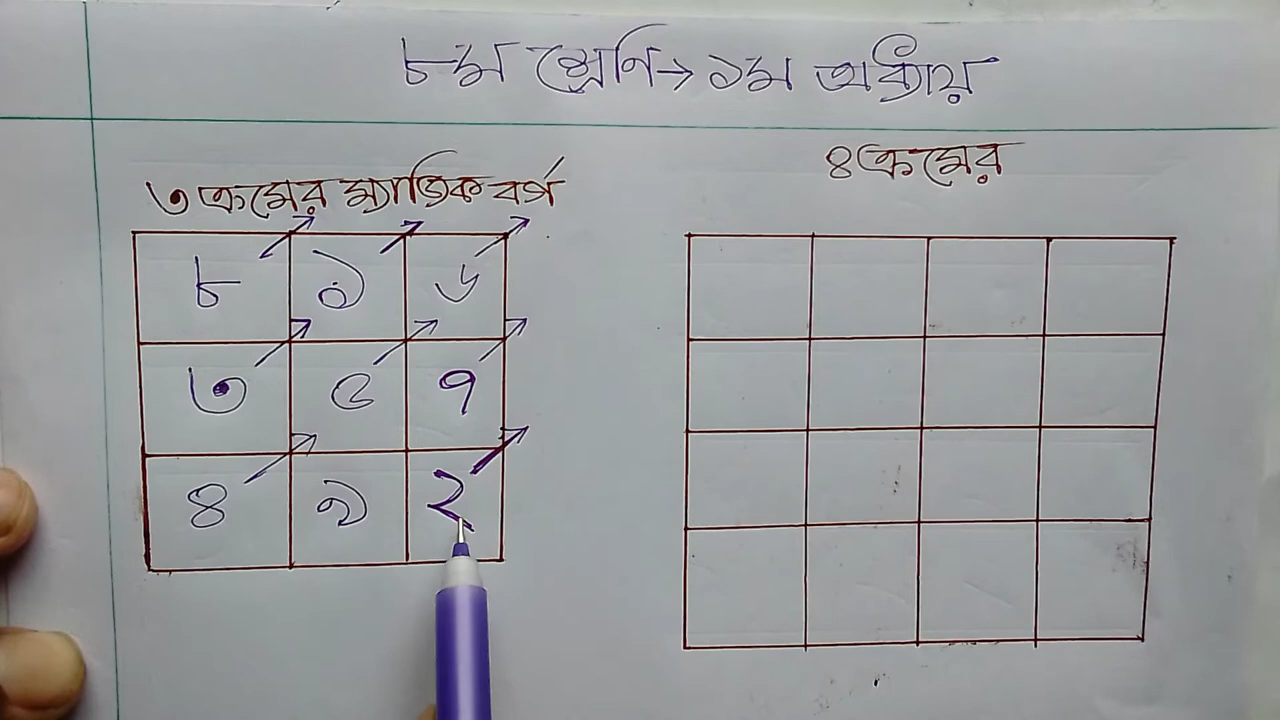 ৮ম শ্রেণি→ ১ম অধ্যায়
৩ ক্রমের ম্যাজিক বর্গ
৪ ক্রমের
৮ ১ ৬
৩ ৫ ৭
৪ ৯ ২